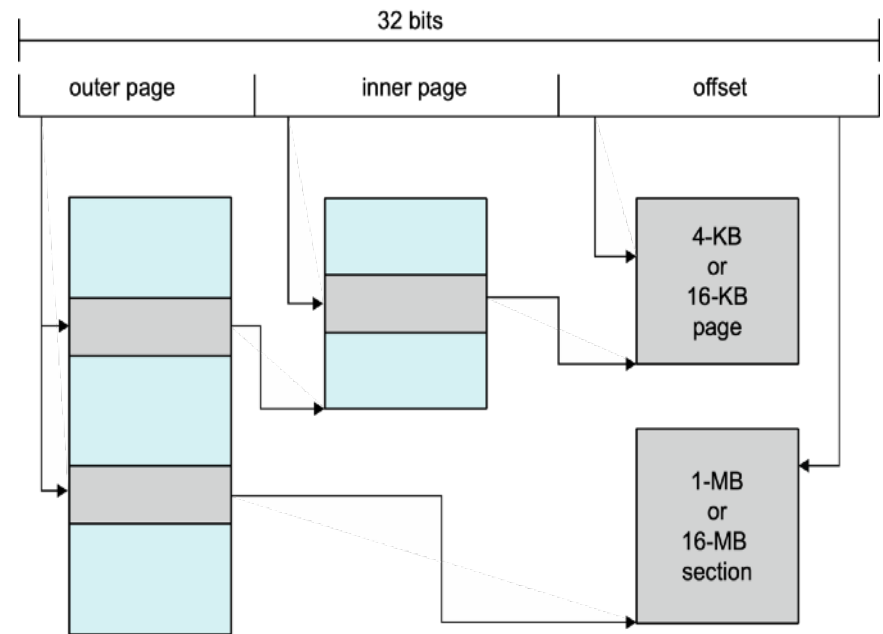 32 bits
outer page
inner page
offset
4-KB
or
16-KB
page
1-MB
or
16-MB
section